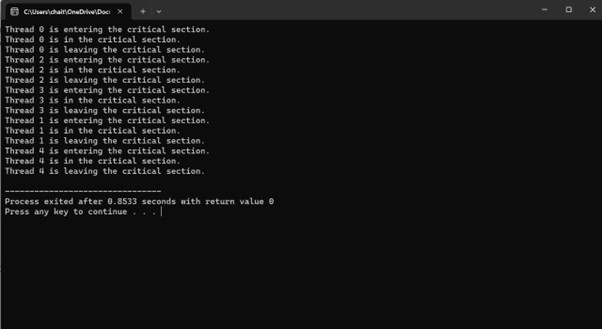 C:\Users\chait\OneDrive\Docu
Thread 0 is entering the critical section.
Thread 0 is in the critical section.
Thread 0 is leaving the critical section.
Thread 2 is entering the critical section.
Thread 2 is in the critical section.
Thread 2 is leaving the critical section.
Thread 3 is entering the critical section.
Thread 3 is in the critical section.
Thread 3 is leaving the critical section.
Thread 1 is entering the critical section.
Thread 1 is in the critical section.
Thread 1 is leaving the critical section.
Thread 4 is entering the critical section.
Thread 4 is in the critical section.
Thread 4 is leaving the critical section.
--------------------------------
Process exited after 0.8533 seconds with return value 0
Press any key to continue . . .